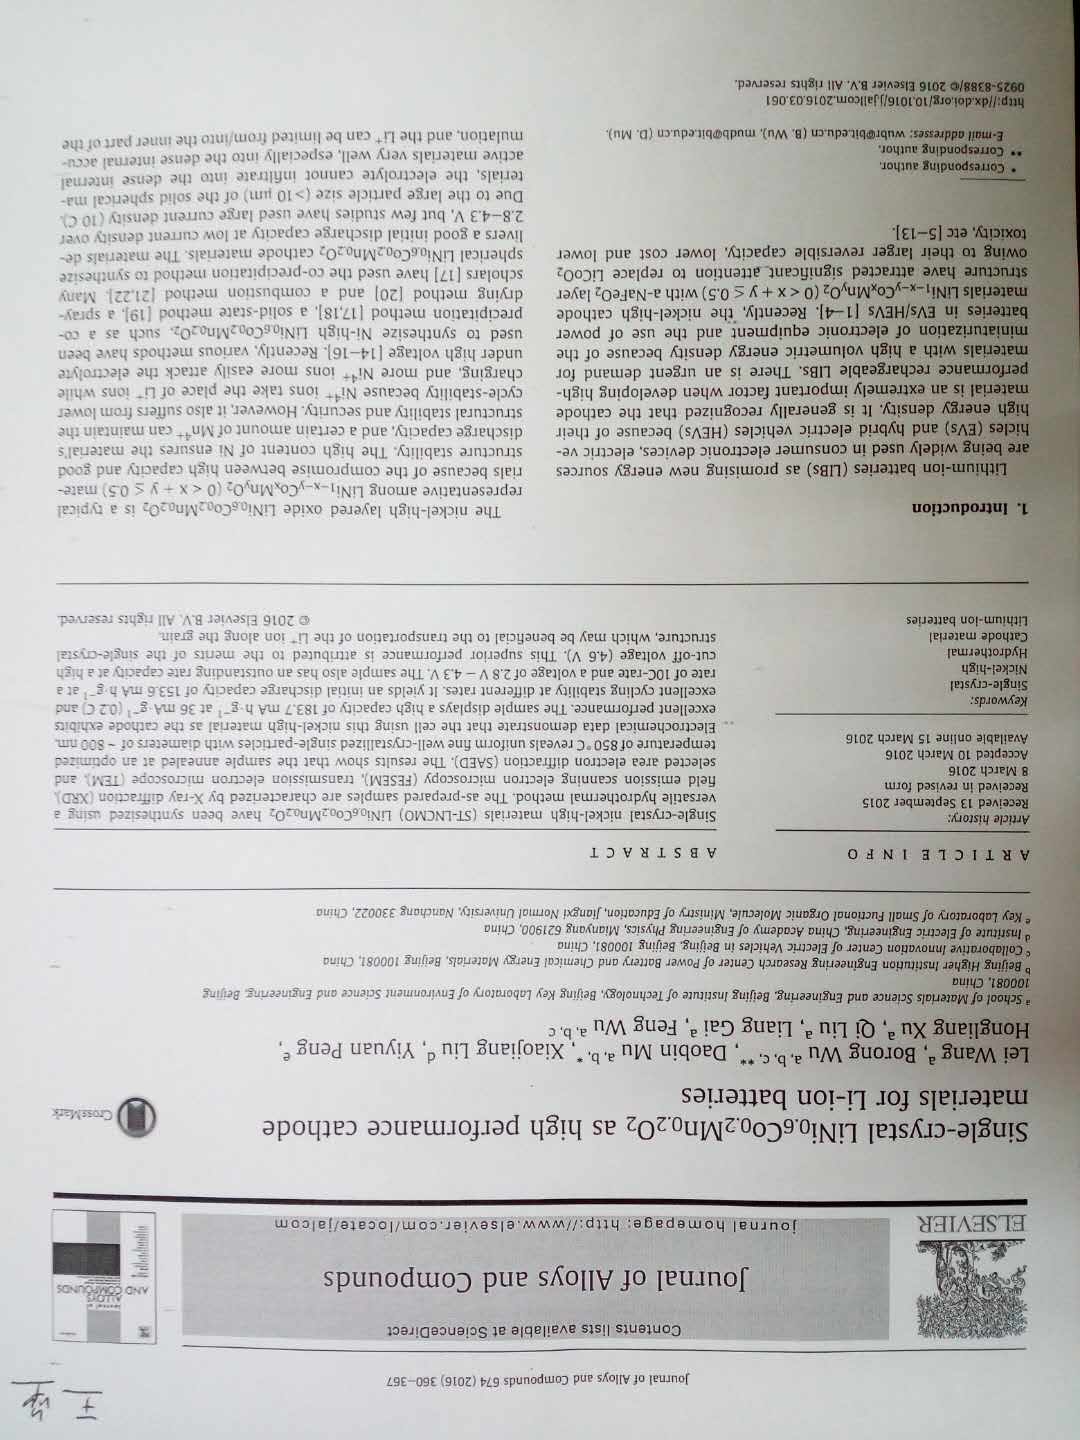 Journal of Alloys and Compounds 674 (2016) 360–367
Contents lists available at ScienceDirect
Journal of Alloys and Compounds
journal homepage: http://www.elsevier.com/locate/jalcom
ELSEVIER
Journal of
ALLOYS
AND COMPOUNDS
Single-crystal LiNi0.6Co0.2Mn0.2O2 as high performance cathode
materials for Li-ion batteries
CrossMark
Lei Wang a, Borong Wu a, b, c, **, Daobin Mu a, b, *, Xiaojiang Liu d, Yiyuan Peng e,
Hongliang Xu a, Qi Liu a, Liang Gai a, Feng Wu a, b, c
a School of Materials Science and Engineering, Beijing Institute of Technology, Beijing Key Laboratory of Environment Science and Engineering, Beijing
100081, China
b Beijing Higher Institution Engineering Research Center of Power Battery and Chemical Energy Materials, Beijing 100081, China
c Collaborative Innovation Center of Electric Vehicles in Beijing, Beijing 100081, China
d Institute of Electric Engineering, China Academy of Engineering Physics, Mianyang 621900, China
e Key Laboratory of Small Fuctional Organic Molecule, Ministry of Education, Jiangxi Normal University, Nanchang 330022, China
ARTICLE INFO
Article history:
Received 13 September 2015
Received in revised form
8 March 2016
Accepted 10 March 2016
Available online 15 March 2016
Keywords:
Single-crystal
Nickel-high
Hydrothermal
Cathode material
Lithium-ion batteries
ABSTRACT
Single-crystal nickel-high materials (ST-LNCMO) LiNi0.6Co0.2Mn0.2O2 have been synthesized using a
versatile hydrothermal method. The as-prepared samples are characterized by X-ray diffraction (XRD),
field emission scanning electron microscopy (FESEM), transmission electron microscope (TEM), and
selected area electron diffraction (SAED). The results show that the sample annealed at an optimized
temperature of 850 °C reveals uniform fine well-crystallized single-particles with diameters of ~ 800 nm.
Electrochemical data demonstrate that the cell using this nickel-high material as the cathode exhibits
excellent performance. The sample displays a high capacity of 183.7 mA h·g−1 at 36 mA·g−1 (0.2 C) and
excellent cycling stability at different rates. It yields an initial discharge capacity of 153.6 mA h·g−1 at a
rate of 10C-rate and a voltage of 2.8 V – 4.3 V. The sample also has an outstanding rate capacity at a high
cut-off voltage (4.6 V). This superior performance is attributed to the merits of the single-crystal
structure, which may be beneficial to the transportation of the Li+ ion along the grain.
© 2016 Elsevier B.V. All rights reserved.
1. Introduction
Lithium-ion batteries (LIBs) as promising new energy sources
are being widely used in consumer electronic devices, electric ve-
hicles (EVs) and hybrid electric vehicles (HEVs) because of their
high energy density. It is generally recognized that the cathode
material is an extremely important factor when developing high-
performance rechargeable LIBs. There is an urgent demand for
materials with a high volumetric energy density because of the
miniaturization of electronic equipment and the use of power
batteries in EVs/HEVs [1–4]. Recently, the nickel-high cathode
materials LiNi1−x−yCoxMnyO2 (0 < x + y ≤ 0.5) with a-NaFeO2 layer
structure have attracted significant attention to replace LiCoO2
owing to their larger reversible capacity, lower cost and lower
toxicity, etc [5–13].
* Corresponding author.
** Corresponding author.
E-mail addresses: wubr@bit.edu.cn (B. Wu), mudb@bit.edu.cn (D. Mu).
http://dx.doi.org/10.1016/j.jallcom.2016.03.061
0925-8388/© 2016 Elsevier B.V. All rights reserved.
The nickel-high layered oxide LiNi0.6Co0.2Mn0.2O2 is a typical
representative among LiNi1−x−yCoxMnyO2 (0 < x + y ≤ 0.5) mate-
rials because of the compromise between high capacity and good
structure stability. The high content of Ni ensures the material's
discharge capacity, and a certain amount of Mn4+ can maintain the
structural stability and security. However, it also suffers from lower
cycle-stability because Ni4+ ions take the place of Li+ ions while
charging, and more Ni4+ ions more easily attack the electrolyte
under high voltage [14–16]. Recently, various methods have been
used to synthesize Ni-high LiNi0.6Co0.2Mn0.2O2, such as a co-
precipitation method [17,18], a solid-state method [19], a spray-
drying method [20] and a combustion method [21,22]. Many
scholars [17] have used the co-precipitation method to synthesize
spherical LiNi0.6Co0.2Mn0.2O2 cathode materials. The materials de-
livers a good initial discharge capacity at low current density over
2.8–4.3 V, but few studies have used large current density (10 C).
Due to the large particle size (>10 μm) of the solid spherical ma-
terials, the electrolyte cannot infiltrate into the dense internal
active materials very well, especially into the dense internal accu-
mulation, and the Li+ can be limited from/into the inner part of the